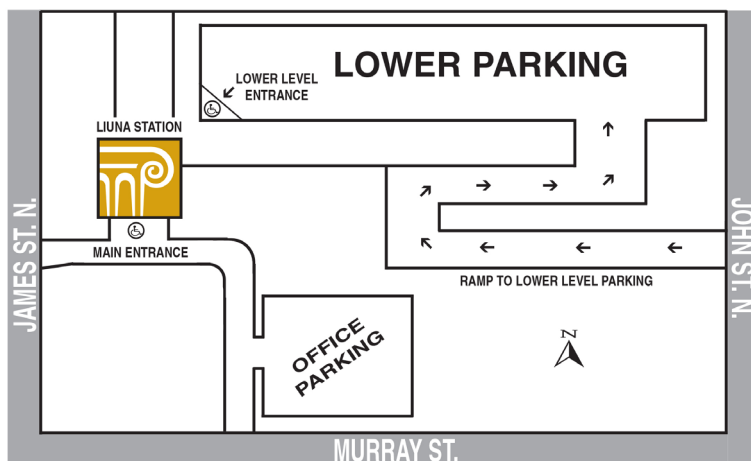 LOWER PARKING
LOWER LEVEL
ENTRANCE
LIUNA STATION
MAIN ENTRANCE
JAMES ST. N.
JOHN ST. N.
RAMP TO LOWER LEVEL PARKING
OFFICE
PARKING
N
MURRAY ST.